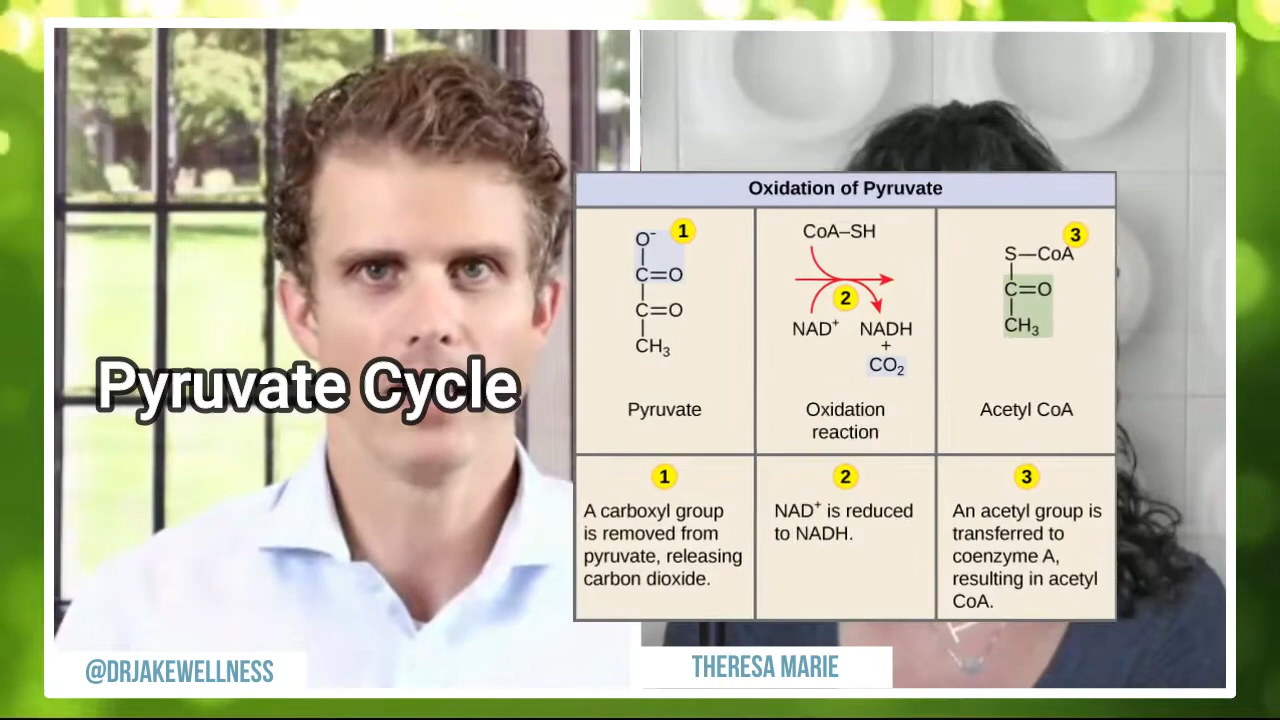 Oxidation of Pyruvate
O⁻
1
C=O
C=O
CH₃
Pyruvate
CoA–SH
2
NAD⁺ NADH
+
CO₂
Oxidation
reaction
3
S—CoA
C=O
CH₃
Acetyl CoA
Pyruvate Cycle
1
A carboxyl group
is removed from
pyruvate, releasing
carbon dioxide.
2
NAD⁺ is reduced
to NADH.
3
An acetyl group is
transferred to
coenzyme A,
resulting in acetyl
CoA.
@DRJAKEWELLNESS
THERESA MARIE